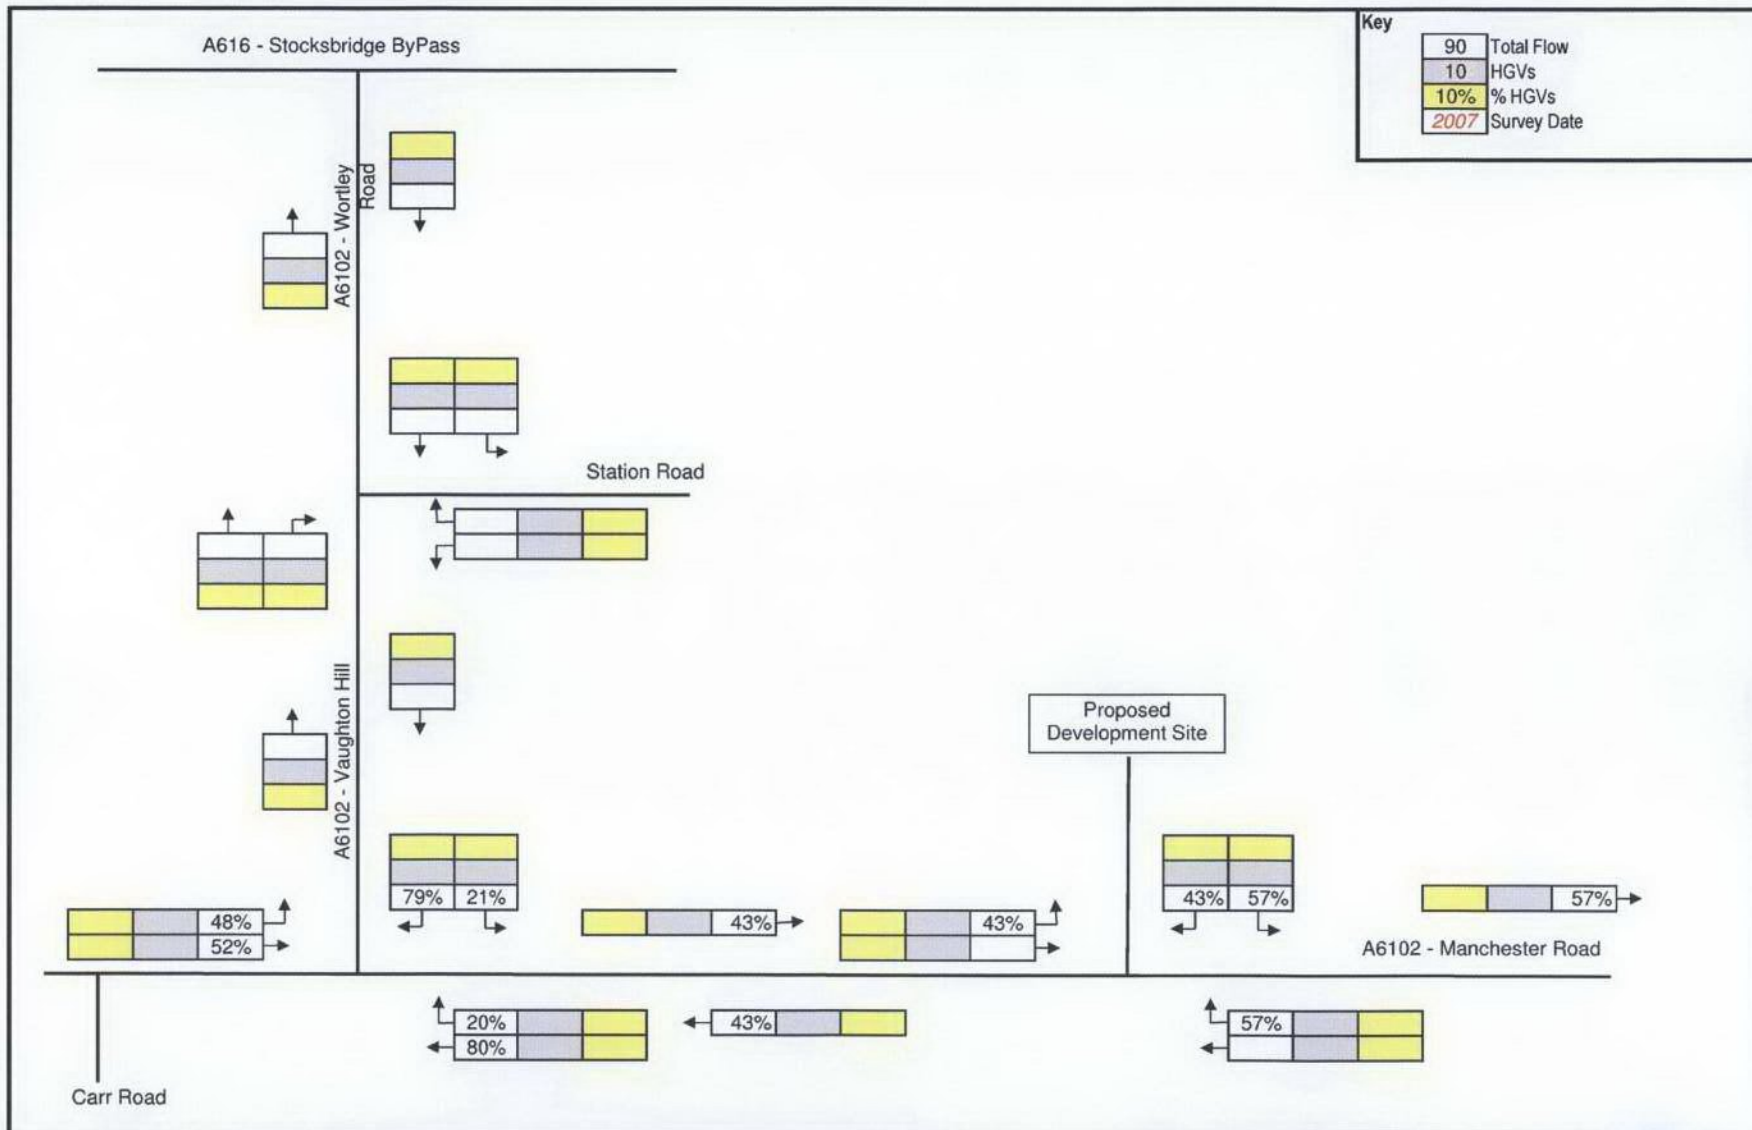 Key
90 Total Flow
10 HGVs
10% % HGVs
2007 Survey Date
A616 - Stocksbridge ByPass
A6102 - Wortley
Road
Station Road
A6102 - Vaughton Hill
Proposed
Development Site
79% 21%
43% 57%
48%
52%
43%
43%
57%
A6102 - Manchester Road
20%
80%
43%
57%
Carr Road